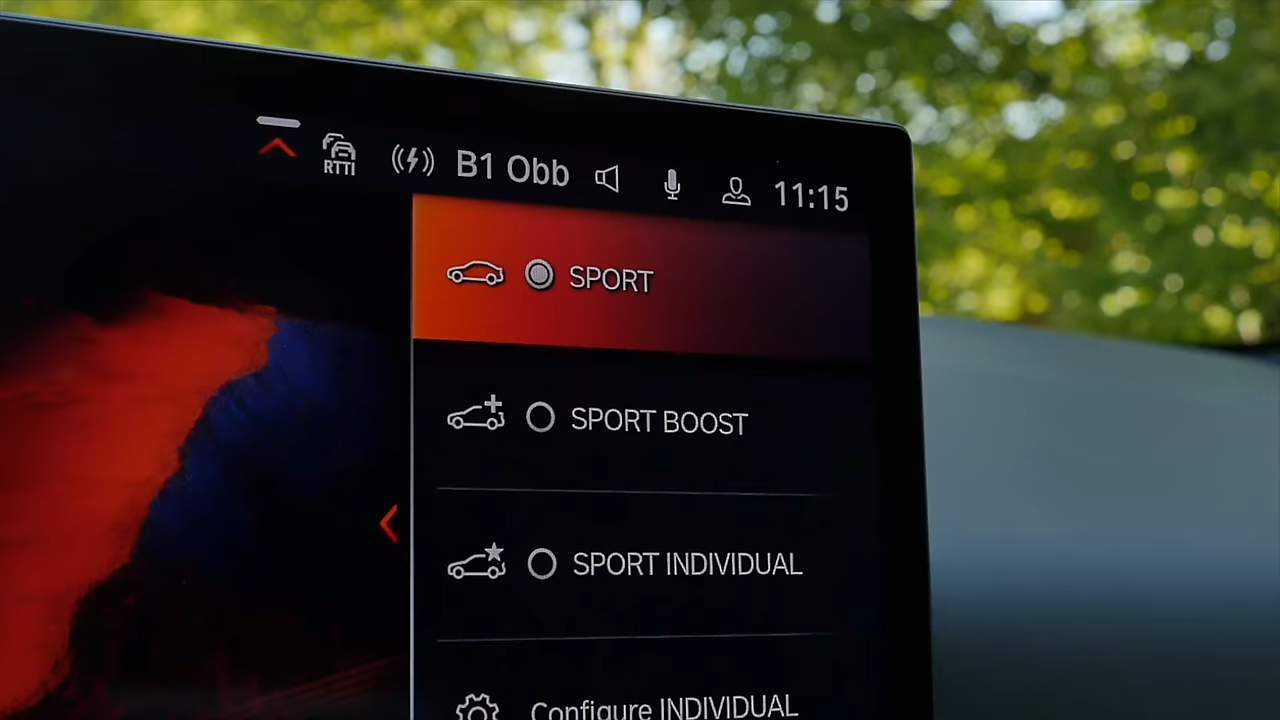 RTTI B1 Obb 11:15
SPORT
SPORT BOOST
SPORT INDIVIDUAL
Configure INDIVIDUAL